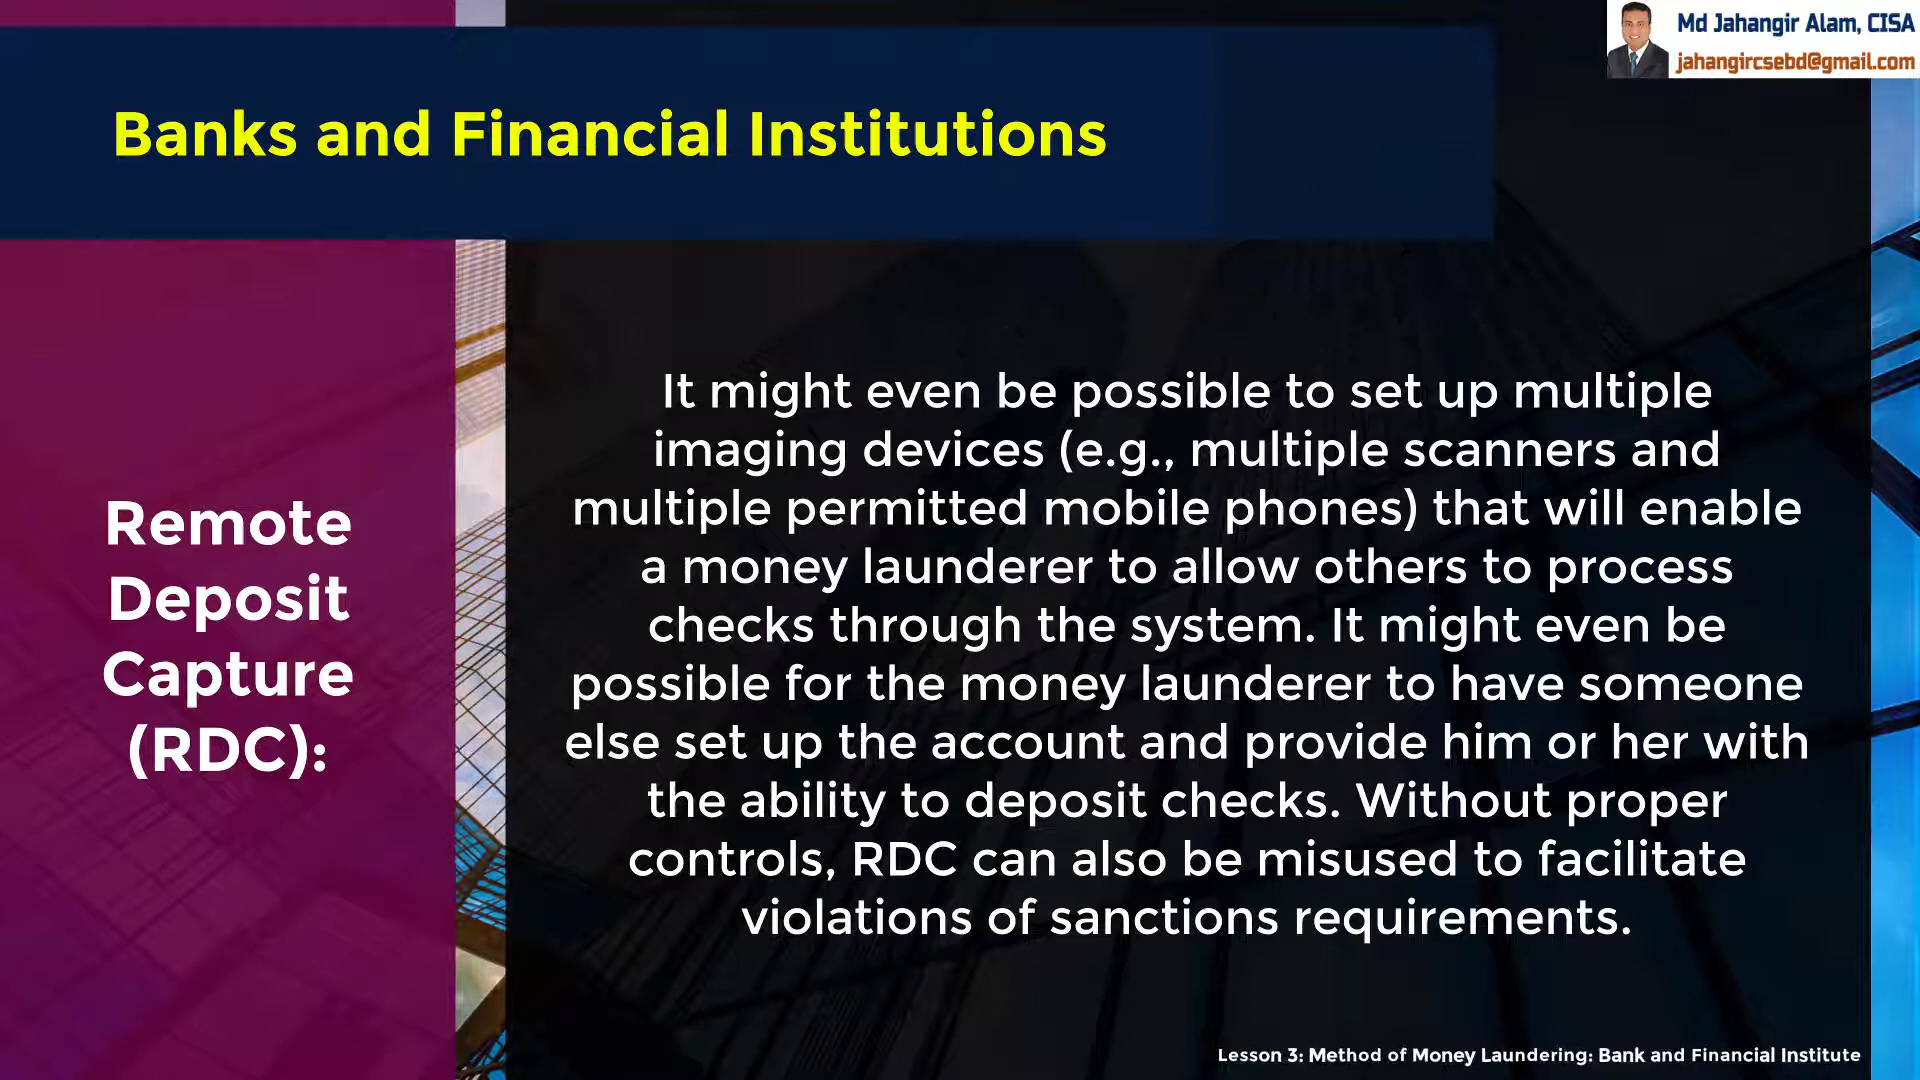 Md Jahangir Alam, CISA
jahangircsebd@gmail.com
Banks and Financial Institutions
Remote
Deposit
Capture
(RDC):
It might even be possible to set up multiple
imaging devices (e.g., multiple scanners and
multiple permitted mobile phones) that will enable
a money launderer to allow others to process
checks through the system. It might even be
possible for the money launderer to have someone
else set up the account and provide him or her with
the ability to deposit checks. Without proper
controls, RDC can also be misused to facilitate
violations of sanctions requirements.
Lesson 3: Method of Money Laundering: Bank and Financial Institute